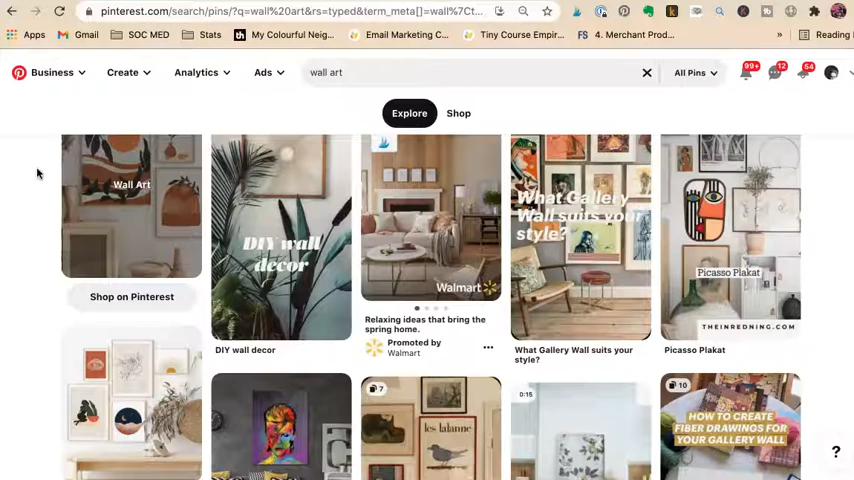 pinterest.com/search/pins/?q=wall%20art&rs=typed&term_meta[]=wall%7Ct...
Apps
Gmail
SOC MED
Stats
My Colourful Neig...
Email Marketing C...
Tiny Course Empir...
FS 4. Merchant Prod...
»
Reading
Business
Create
Analytics
Ads
wall art
All Pins
99+
12
54
Explore
Shop
Wall Art
Shop on Pinterest
DIY wall
decor
DIY wall decor
Walmart
Relaxing ideas that bring the
spring home.
Promoted by
Walmart
What Gallery
Wall suits your
style?
What Gallery Wall suits your
style?
Picasso Plakat
THEINREDNING.COM
Picasso Plakat
7
les lalanne
0:15
10
HOW TO CREATE
FIBER DRAWINGS FOR
YOUR GALLERY WALL
?